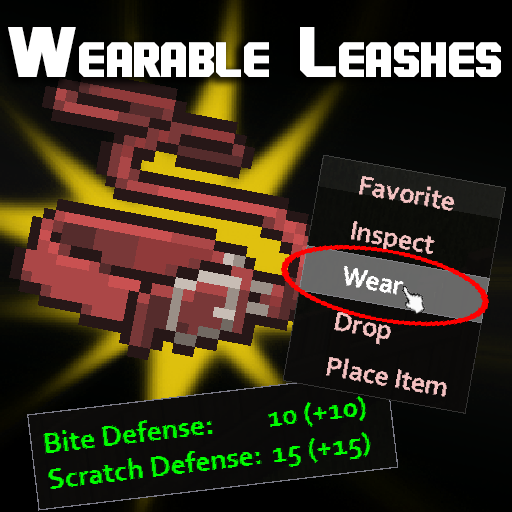 Wearable Leashes
Favorite
Inspect
Wear
Drop
Place Item
Bite Defense: 10 (+10)
Scratch Defense: 15 (+15)